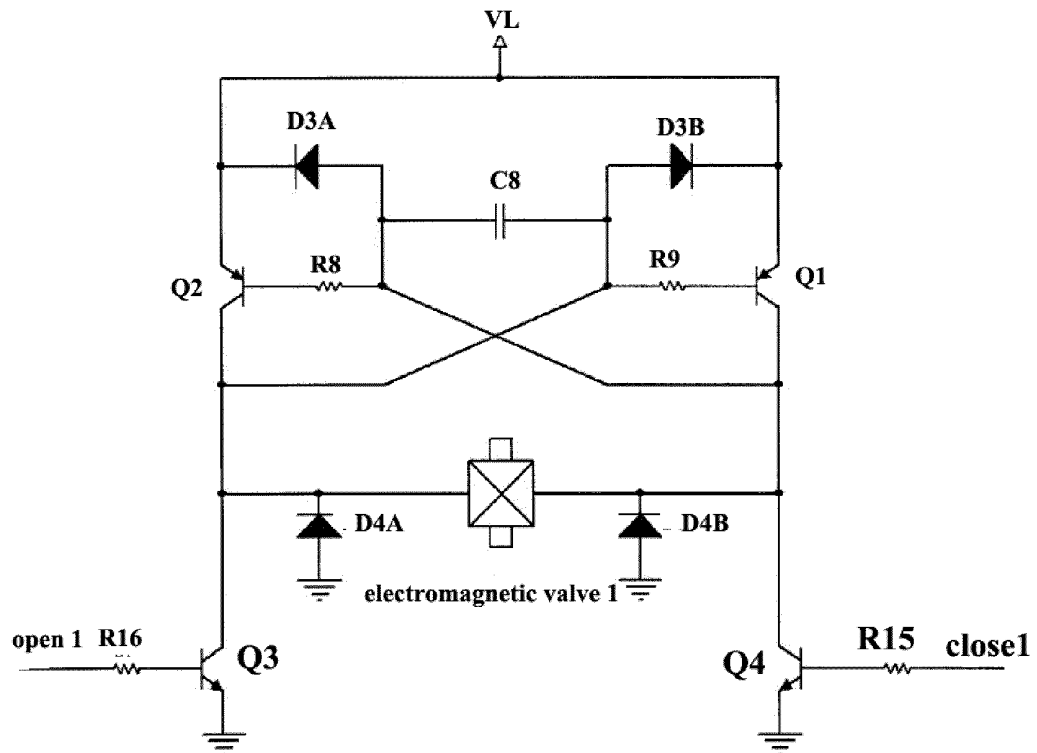 VL
D3A
D3B
C8
R8
R9
Q2
Q1
D4A
D4B
electromagnetic valve 1
open 1
R16
Q3
Q4
R15
close1